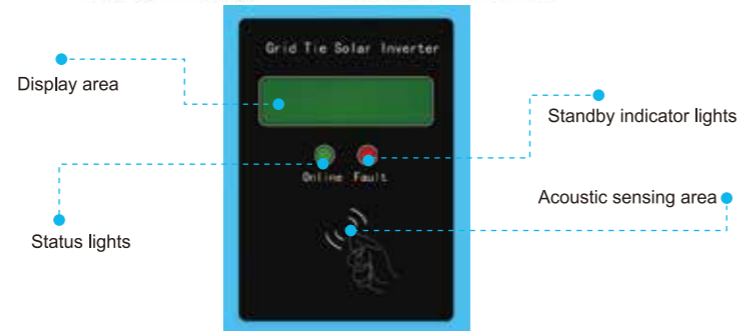 Grid Tie Solar Inverter
Display area
Standby indicator lights
Online Fault
Acoustic sensing area
Status lights